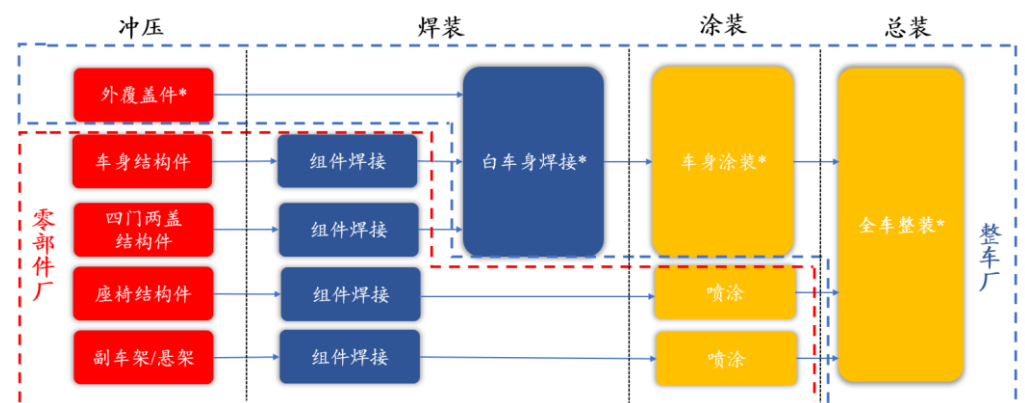 冲压
焊装
涂装
总装
外覆盖件*
白车身焊接*
车身涂装*
全车整装*
车身结构件
组件焊接
四门两盖
结构件
组件焊接
座椅结构件
组件焊接
喷涂
副车架/悬架
组件焊接
喷涂
零部件厂
整车厂